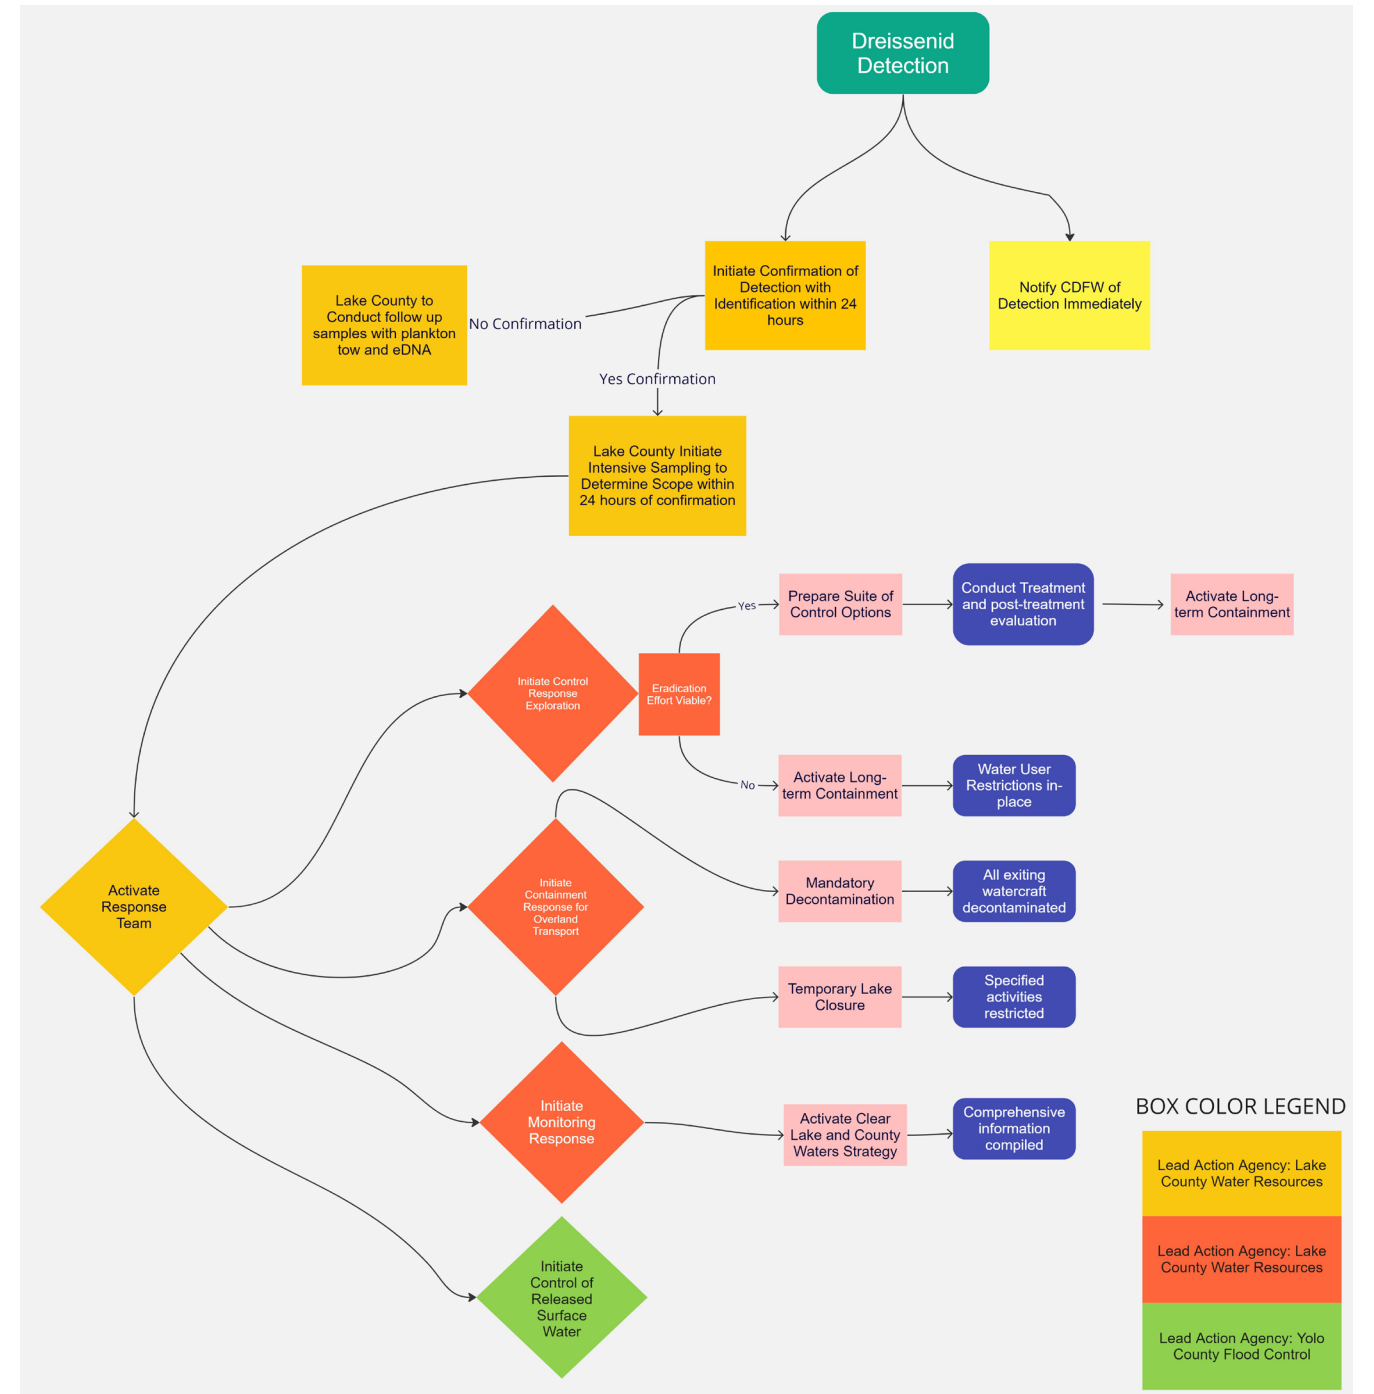 Dreissenid
Detection
Initiate Confirmation of
Detection with
Identification within 24
hours
Notify CDFW of
Detection Immediately
Lake County to
Conduct follow up
samples with plankton
tow and eDNA
No Confirmation
Yes Confirmation
Lake County Initiate
Intensive Sampling to
Determine Scope within
24 hours of confirmation
Initiate Control
Response
Exploration
Eradication
Effort Viable?
Yes
Prepare Suite of
Control Options
Conduct Treatment
and post-treatment
evaluation
Activate Long-
term Containment
No
Activate Long-
term Containment
Water User
Restrictions in-
place
Activate
Response
Team
Initiate
Containment
Response for
Overland
Transport
Mandatory
Decontamination
All exiting
watercraft
decontaminated
Temporary Lake
Closure
Specified
activities
restricted
Initiate
Monitoring
Response
Activate Clear
Lake and County
Waters Strategy
Comprehensive
information
compiled
Initiate
Control of
Released
Surface
Water
BOX COLOR LEGEND
Lead Action Agency: Lake
County Water Resources
Lead Action Agency: Lake
County Water Resources
Lead Action Agency: Yolo
County Flood Control